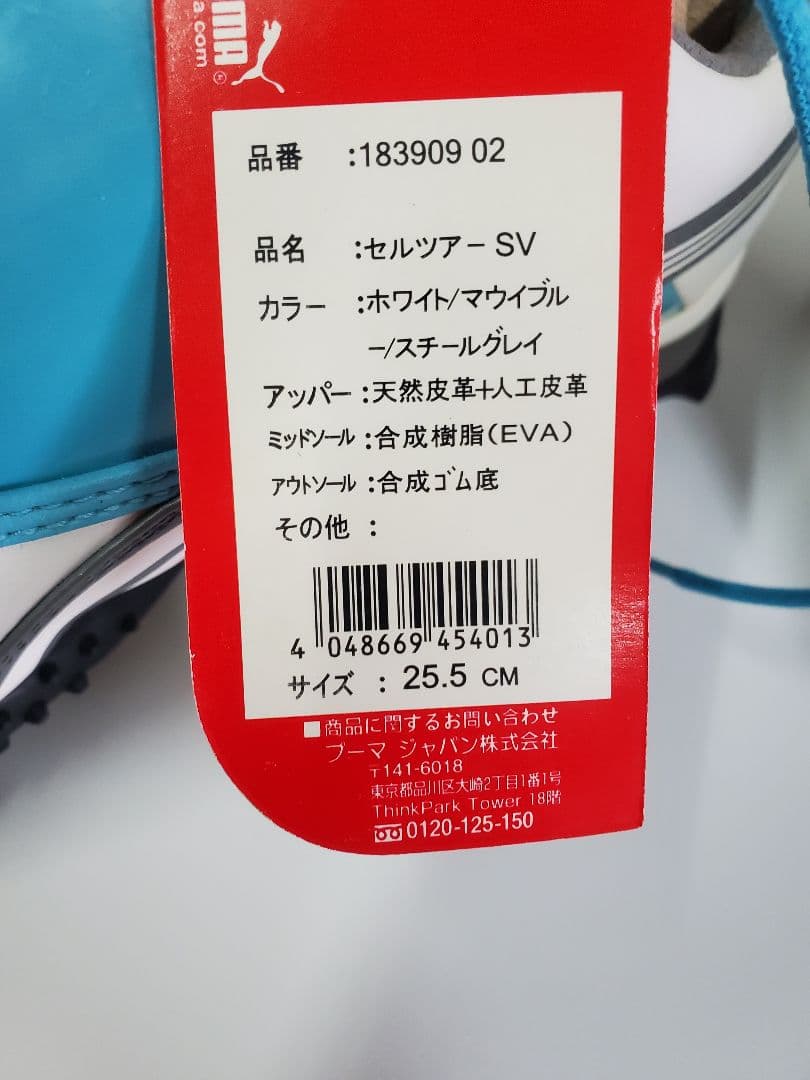 UMA
a.com
品番 :183909 02
品名 :セルツアー SV
カラー :ホワイト/マウイブル
ー/スチールグレイ
アッパー:天然皮革+人工皮革
ミッドソール:合成樹脂(EVA)
アウトソール:合成ゴム底
その他 :
4 048669 454013
サイズ : 25.5 CM
■商品に関するお問い合わせ
プーマ ジャパン株式会社
〒141-6018
東京都品川区大崎2丁目1番1号
ThinkPark Tower 18階
0120-125-150